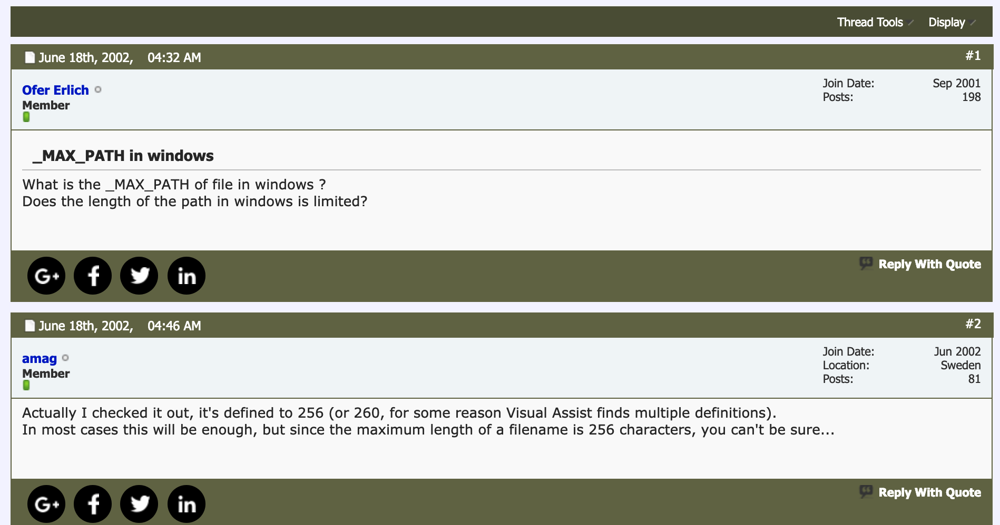 Thread Tools Display
June 18th, 2002, 04:32 AM #1
Ofer Erlich
Member
Join Date: Sep 2001
Posts: 198
_MAX_PATH in windows
What is the _MAX_PATH of file in windows ?
Does the length of the path in windows is limited?
G+ f in
Reply With Quote
June 18th, 2002, 04:46 AM #2
amag
Member
Join Date: Jun 2002
Location: Sweden
Posts: 81
Actually I checked it out, it's defined to 256 (or 260, for some reason Visual Assist finds multiple definitions).
In most cases this will be enough, but since the maximum length of a filename is 256 characters, you can't be sure...
G+ f in
Reply With Quote